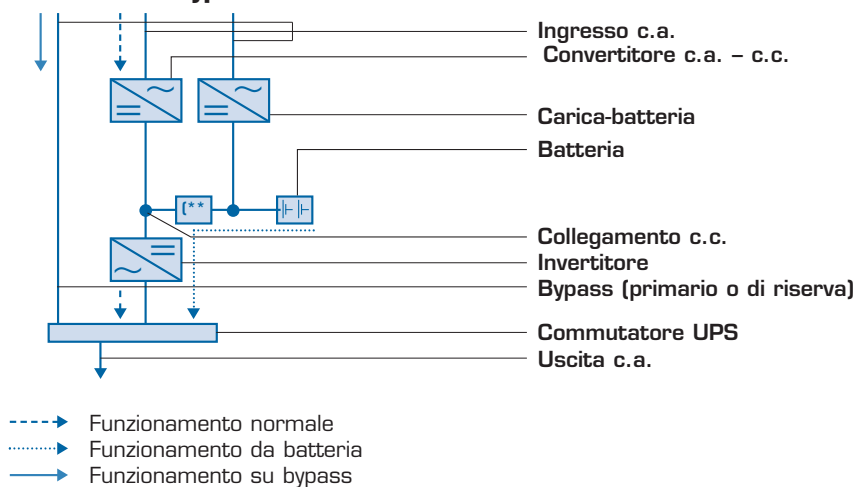 Ingresso c.a.
Convertitore c.a. – c.c.
Carica-batteria
Batteria
(**
Collegamento c.c.
Invertitore
Bypass (primario o di riserva)
Commutatore UPS
Uscita c.a.
Funzionamento normale
Funzionamento da batteria
Funzionamento su bypass